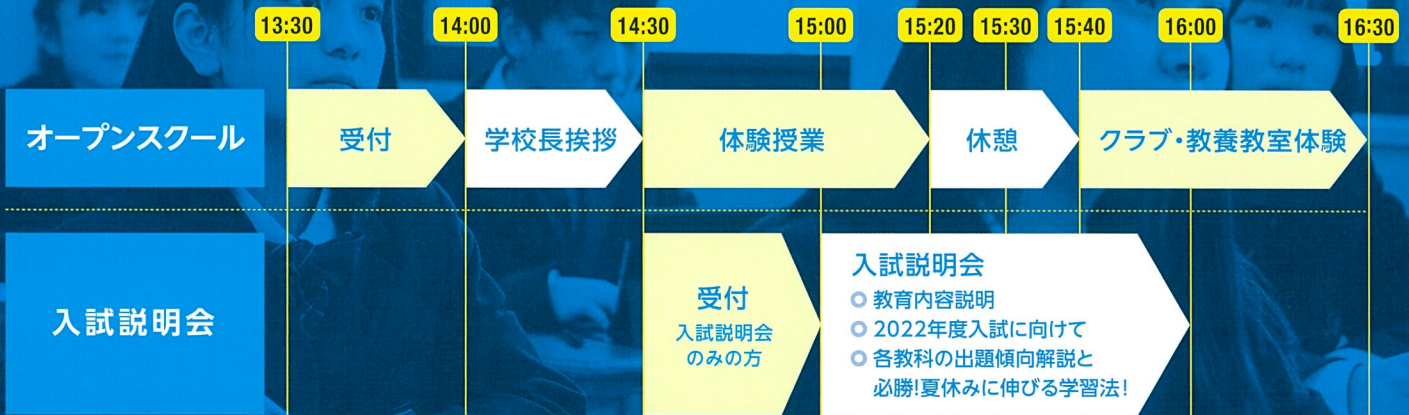 13:30 14:00 14:30 15:00 15:20 15:30 15:40 16:00 16:30
オープンスクール 受付 学校長挨拶 体験授業 休憩 クラブ・教養教室体験
入試説明会
受付
入試説明会
のみの方
入試説明会
教育内容説明
2022年度入試に向けて
各教科の出題傾向解説と
必勝!夏休みに伸びる学習法!